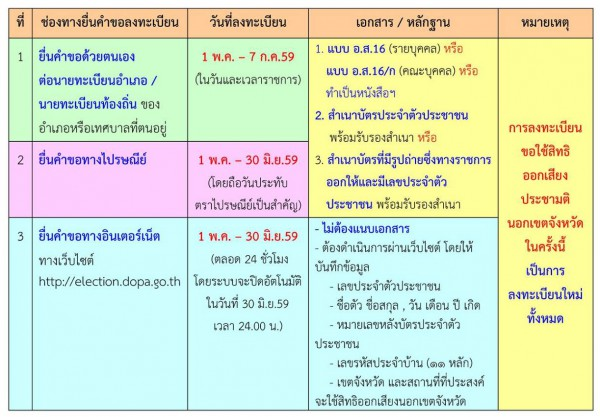 ที่ ช่องทางยื่นคำขอลงทะเบียน วันที่ลงทะเบียน เอกสาร / หลักฐาน หมายเหตุ
1 ยื่นคำขอด้วยตนเอง
ต่อนายทะเบียนอำเภอ /
นายทะเบียนท้องถิ่น ของ
อำเภอหรือเทศบาลที่ตนอยู่
1 พ.ค. – 7 ก.ค.59
(ในวันและเวลาราชการ)
1. แบบ อ.ส.16 (รายบุคคล) หรือ
แบบ อ.ส.16/ก (คณะบุคคล) หรือ
ทำเป็นหนังสือฯ
2. สำเนาบัตรประจำตัวประชาชน
พร้อมรับรองสำเนา หรือ
3. สำเนาบัตรที่มีรูปถ่ายซึ่งทางราชการ
ออกให้และมีเลขประจำตัว
ประชาชน พร้อมรับรองสำเนา
2 ยื่นคำขอทางไปรษณีย์
1 พ.ค. – 30 มิ.ย.59
(โดยถือวันประทับ
ตราไปรษณีย์เป็นสำคัญ)
3 ยื่นคำขอทางอินเตอร์เน็ต
ทางเว็บไซต์
http://election.dopa.go.th
1 พ.ค. – 30 มิ.ย.59
(ตลอด 24 ชั่วโมง
โดยระบบจะปิดอัตโนมัติ
ในวันที่ 30 มิ.ย.59
เวลา 24.00 น.)
- ไม่ต้องแนบเอกสาร
- ต้องดำเนินการผ่านเว็บไซต์ โดยให้
บันทึกข้อมูล
- เลขประจำตัวประชาชน
- ชื่อตัว ชื่อสกุล , วัน เดือน ปี เกิด
- หมายเลขหลังบัตรประจำตัว
ประชาชน
- เลขรหัสประจำบ้าน (๑๑ หลัก)
- เขตจังหวัด และสถานที่ที่ประสงค์
จะใช้สิทธิออกเสียงนอกเขตจังหวัด
การลงทะเบียน
ขอใช้สิทธิ
ออกเสียง
ประชามติ
นอกเขตจังหวัด
ในครั้งนี้
เป็นการ
ลงทะเบียนใหม่
ทั้งหมด